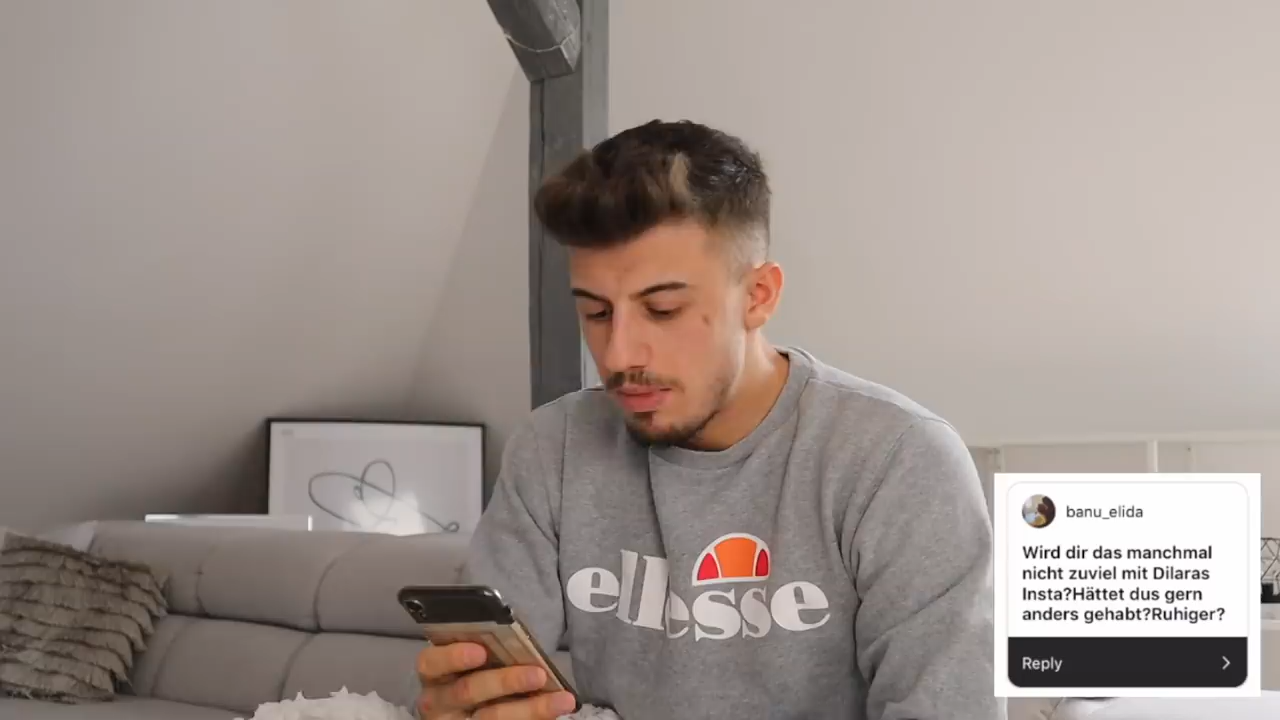 ellesse
banu_elida
Wird dir das manchmal
nicht zuviel mit Dilaras
Insta?Hättet dus gern
anders gehabt?Ruhiger?
Reply